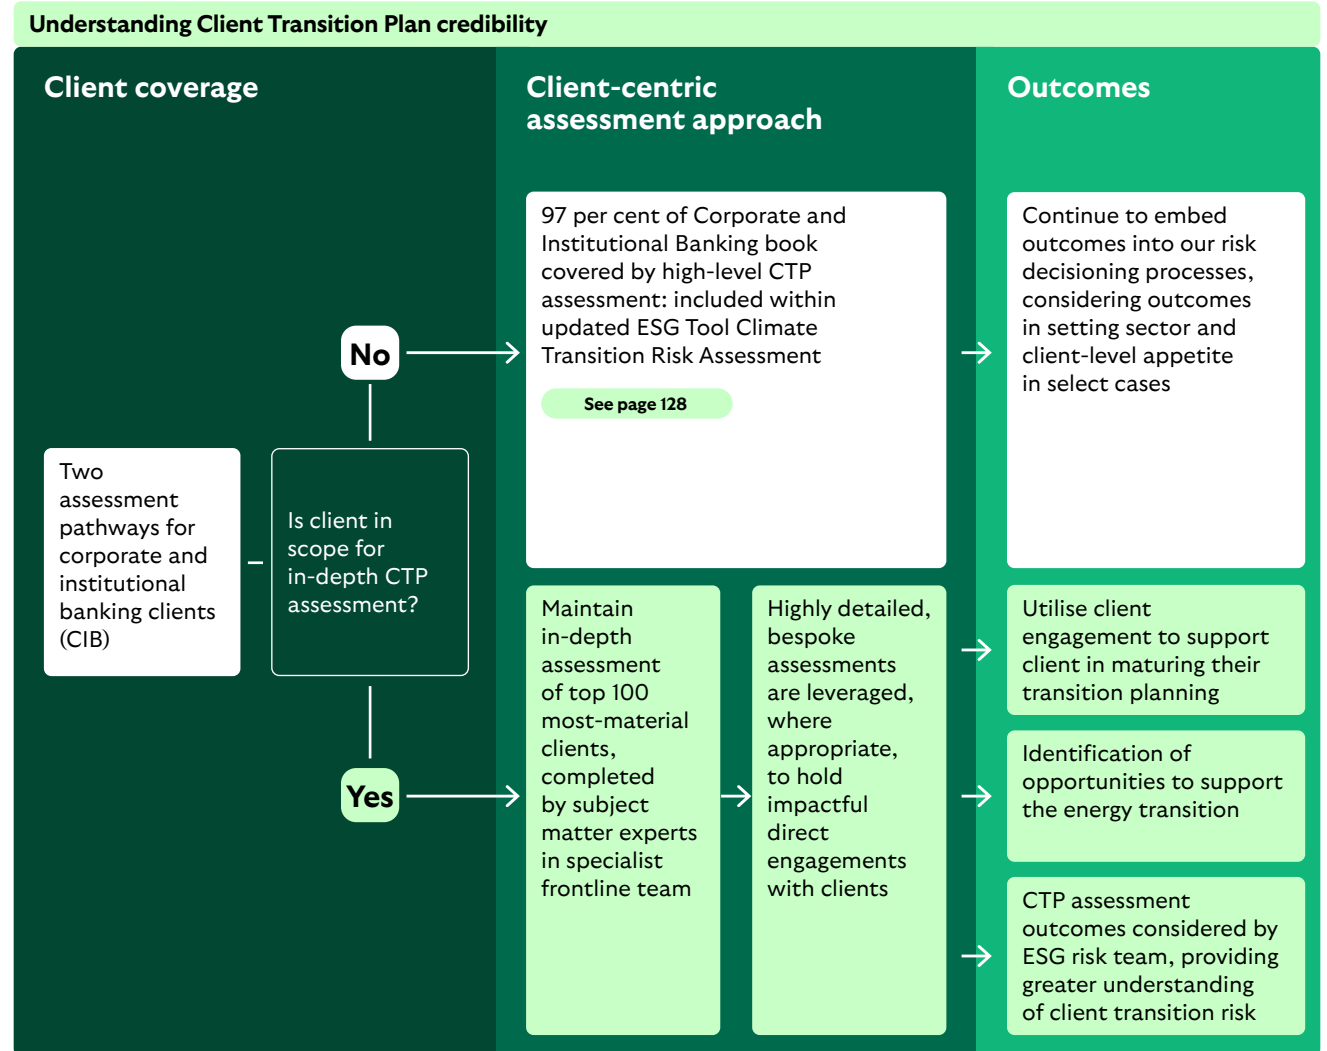 Understanding Client Transition Plan credibility
Client coverage
Client-centric
assessment approach
Outcomes
Two
assessment
pathways for
corporate and
institutional
banking clients
(CIB)
Is client in
scope for
in-depth CTP
assessment?
No
97 per cent of Corporate and
Institutional Banking book
covered by high-level CTP
assessment: included within
updated ESG Tool Climate
Transition Risk Assessment
See page 128
Continue to embed
outcomes into our risk
decisioning processes,
considering outcomes
in setting sector and
client-level appetite
in select cases
Yes
Maintain
in-depth
assessment
of top 100
most-material
clients,
completed
by subject
matter experts
in specialist
frontline team
Highly detailed,
bespoke
assessments
are leveraged,
where
appropriate,
to hold
impactful
direct
engagements
with clients
Utilise client
engagement to support
client in maturing their
transition planning
Identification of
opportunities to support
the energy transition
CTP assessment
outcomes considered by
ESG risk team, providing
greater understanding
of client transition risk